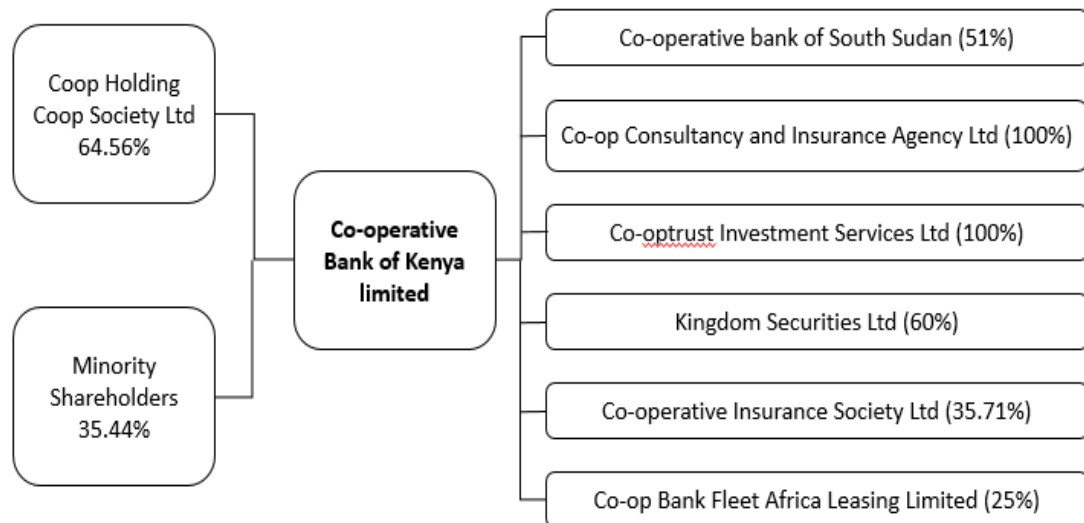 Coop Holding
Coop Society Ltd
64.56%
Minority
Shareholders
35.44%
Co-operative
Bank of Kenya
limited
Co-operative bank of South Sudan (51%)
Co-op Consultancy and Insurance Agency Ltd (100%)
Co-optrust Investment Services Ltd (100%)
Kingdom Securities Ltd (60%)
Co-operative Insurance Society Ltd (35.71%)
Co-op Bank Fleet Africa Leasing Limited (25%)